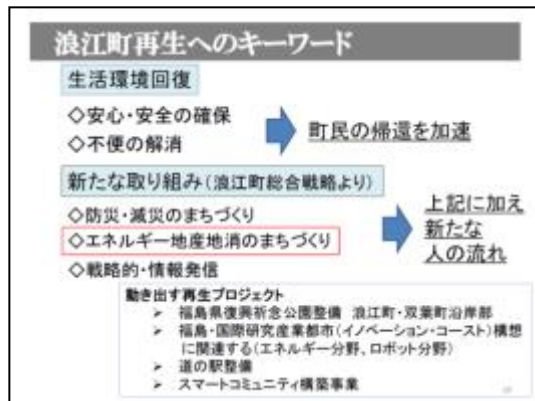 浪江町再生へのキーワード
生活環境回復
◇安心・安全の確保
◇不便の解消
町民の帰還を加速
新たな取り組み(浪江町総合戦略より)
◇防災・減災のまちづくり
◇エネルギー地産地消のまちづくり
◇戦略的・情報発信
上記に加え
新たな
人の流れ
動き出す再生プロジェクト
➢ 福島県復興祈念公園整備 浪江町・双葉町沿岸部
➢ 福島・国際研究産業都市(イノベーション・コースト)構想
に関連する(エネルギー分野、ロボット分野)
➢ 道の駅整備
➢ スマートコミュニティ構築事業